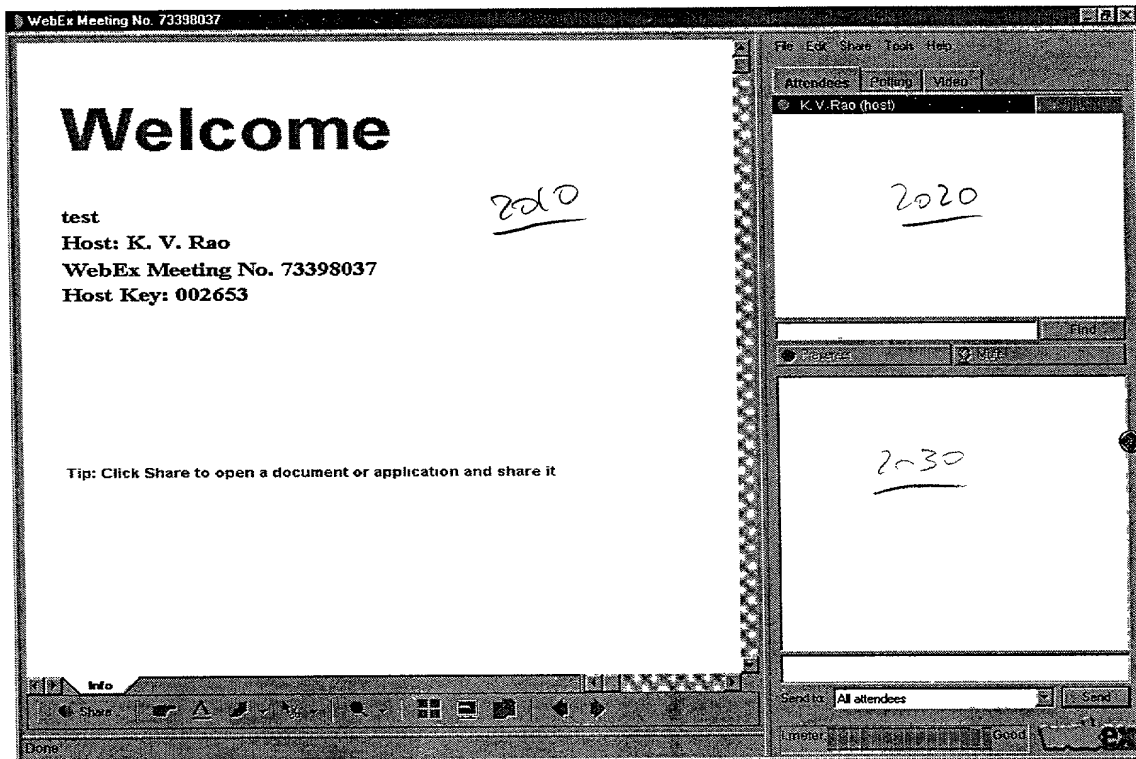 WebEx Meeting No. 73398037
Welcome
test
Host: K. V. Rao
WebEx Meeting No. 73398037
Host Key: 002653
2010
Tip: Click Share to open a document or application and share it
Info
Share
Done
File Edit Share Tools Help
Attendees Polling Video
K. V. Rao (host)
2020
Find
Presenter
2030
Send to: All attendees Send
Good
ex